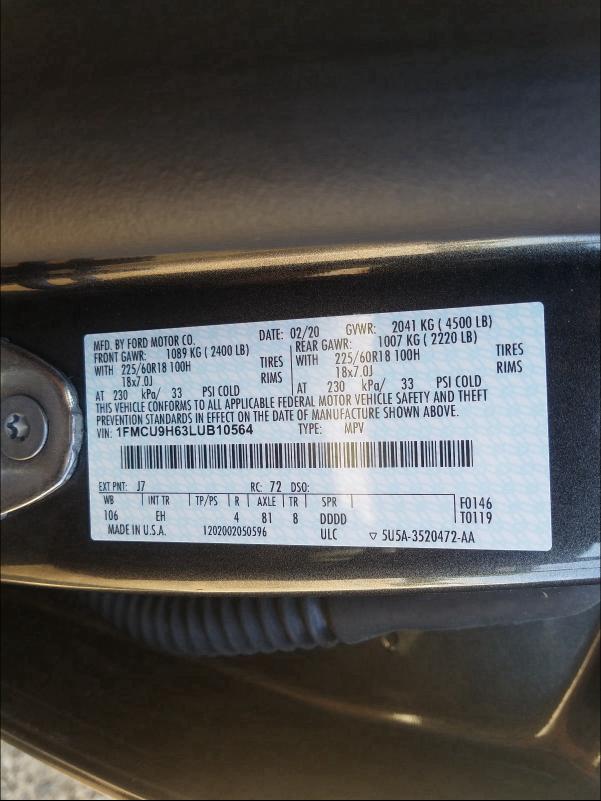 MFD. BY FORD MOTOR CO. DATE: 02/20 GVWR: 2041 KG ( 4500 LB)
FRONT GAWR: 1089 KG ( 2400 LB) REAR GAWR: 1007 KG ( 2220 LB)
WITH 225/60R18 100H TIRES WITH 225/60R18 100H TIRES
18x7.0J RIMS 18x7.0J RIMS
AT 230 kPa/ 33 PSI COLD AT 230 kPa/ 33 PSI COLD
THIS VEHICLE CONFORMS TO ALL APPLICABLE FEDERAL MOTOR VEHICLE SAFETY AND THEFT
PREVENTION STANDARDS IN EFFECT ON THE DATE OF MANUFACTURE SHOWN ABOVE.
VIN: 1FMCU9H63LUB10564 TYPE: MPV
EXT PNT: J7 RC: 72 DSO:
WB INT TR TP/PS R AXLE TR SPR F0146
106 EH 4 81 8 DDDD T0119
MADE IN U.S.A. 1202002050596 ULC ▽ 5U5A-3520472-AA